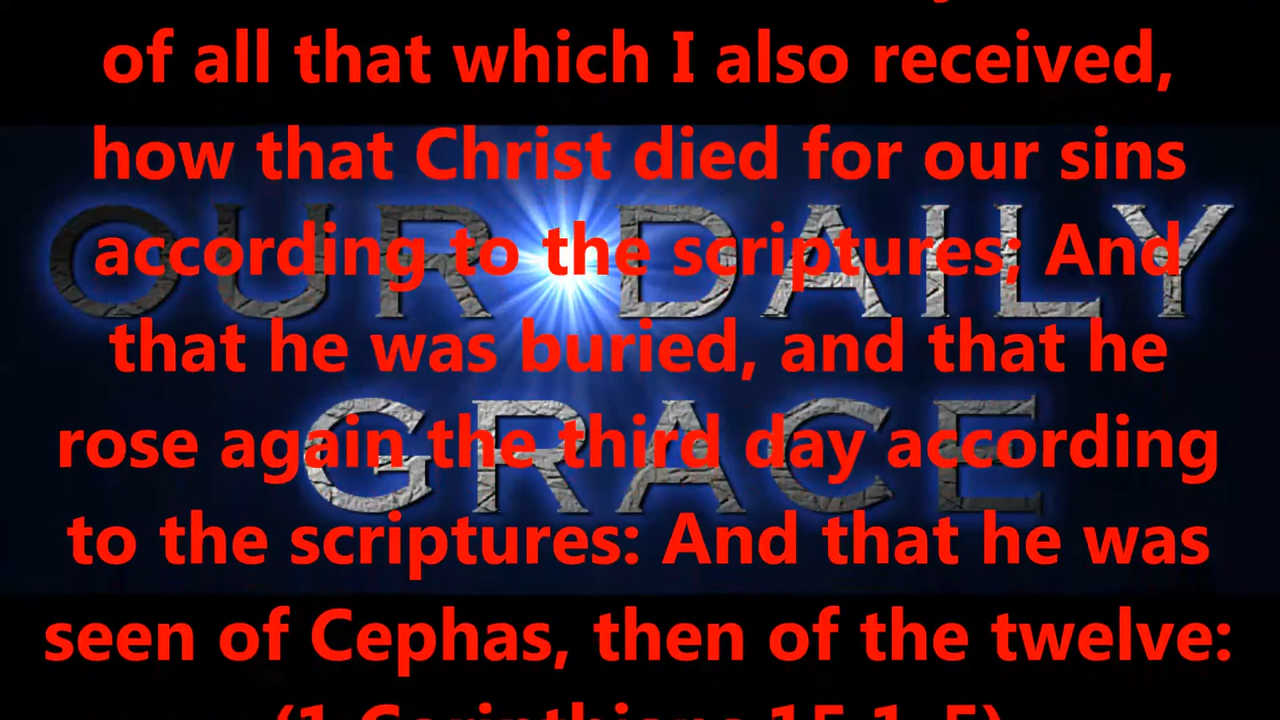 of all that which I also received,
how that Christ died for our sins
according to the scriptures; And
that he was buried, and that he
rose again the third day according
to the scriptures: And that he was
seen of Cephas, then of the twelve:
(1 Corinthians 15:1-5)
OUR DAILY
GRACE